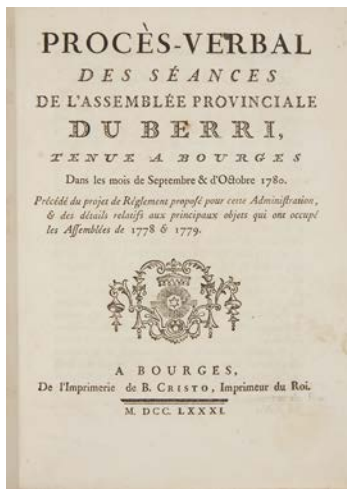 PROCÈS-VERBAL
DES SÉANCES
DE L'ASSEMBLÉE PROVINCIALE
DU BERRI,
TENUE A BOURGES
Dans les mois de Septembre & d'Octobre 1780.
Précédé du projet de Réglement proposé pour cette Administration,
& des détails relatifs aux principaux objets qui ont occupé
les Assemblées de 1778 & 1779.
A BOURGES,
De l'Imprimerie de B. CRISTO, Imprimeur du Roi.
M. DCC. LXXXI.